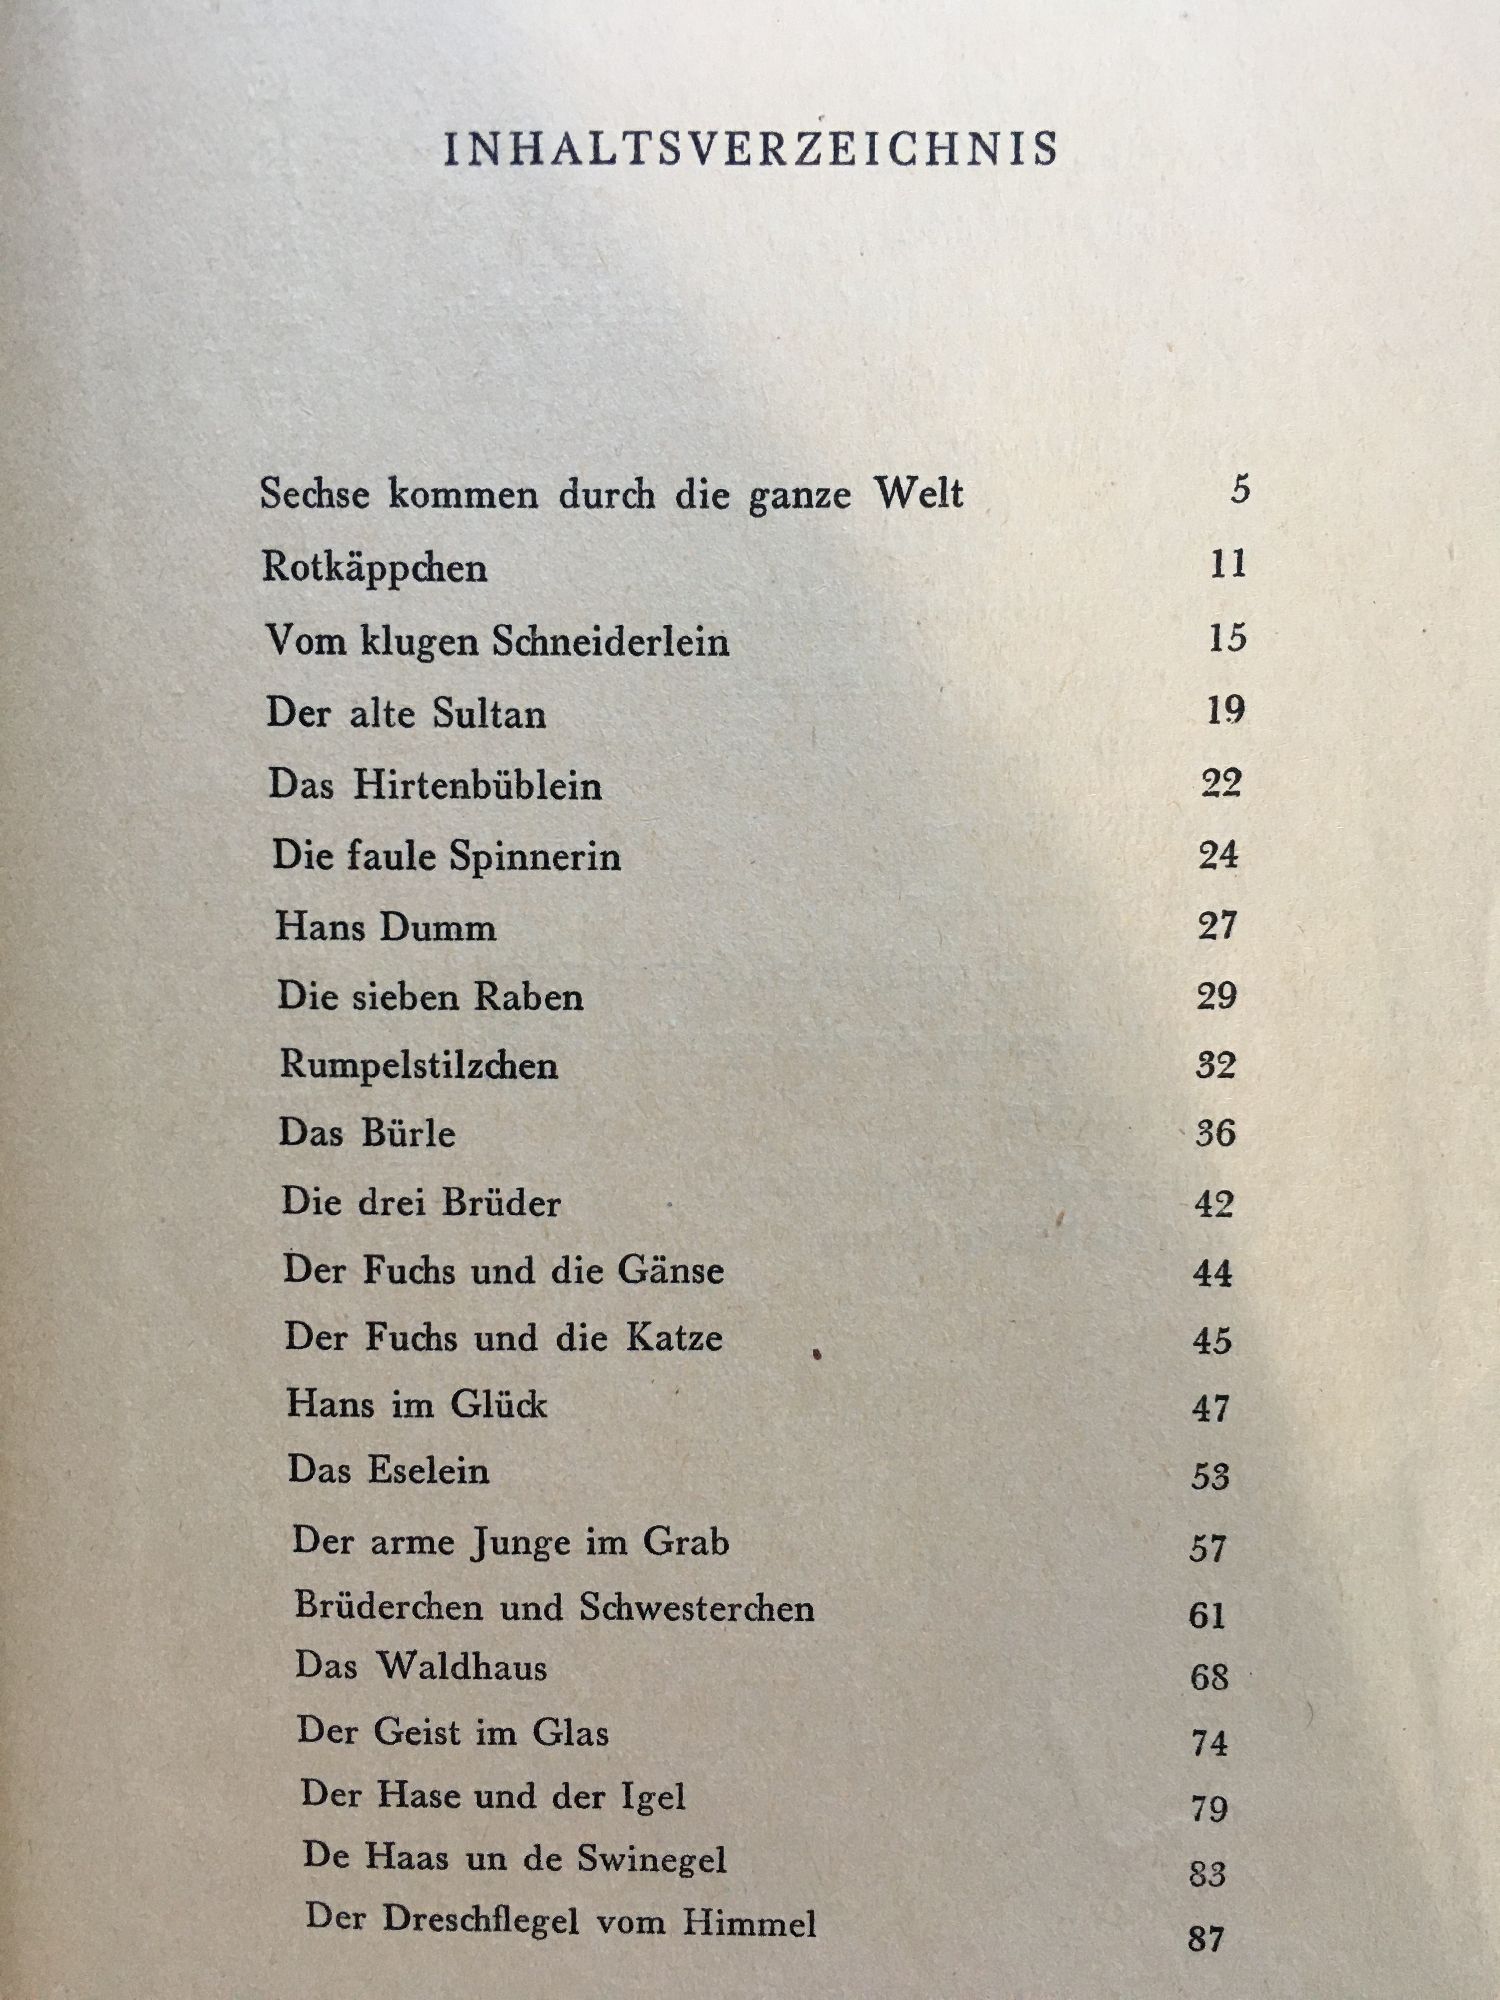 INHALTSVERZEICHNIS
Sechse kommen durch die ganze Welt 5
Rotkäppchen 11
Vom klugen Schneiderlein 15
Der alte Sultan 19
Das Hirtenbüblein 22
Die faule Spinnerin 24
Hans Dumm 27
Die sieben Raben 29
Rumpelstilzchen 32
Das Bürle 36
Die drei Brüder 42
Der Fuchs und die Gänse 44
Der Fuchs und die Katze 45
Hans im Glück 47
Das Eselein 53
Der arme Junge im Grab 57
Brüderchen und Schwesterchen 61
Das Waldhaus 68
Der Geist im Glas 74
Der Hase und der Igel 79
De Haas un de Swinegel 83
Der Dreschflegel vom Himmel 87